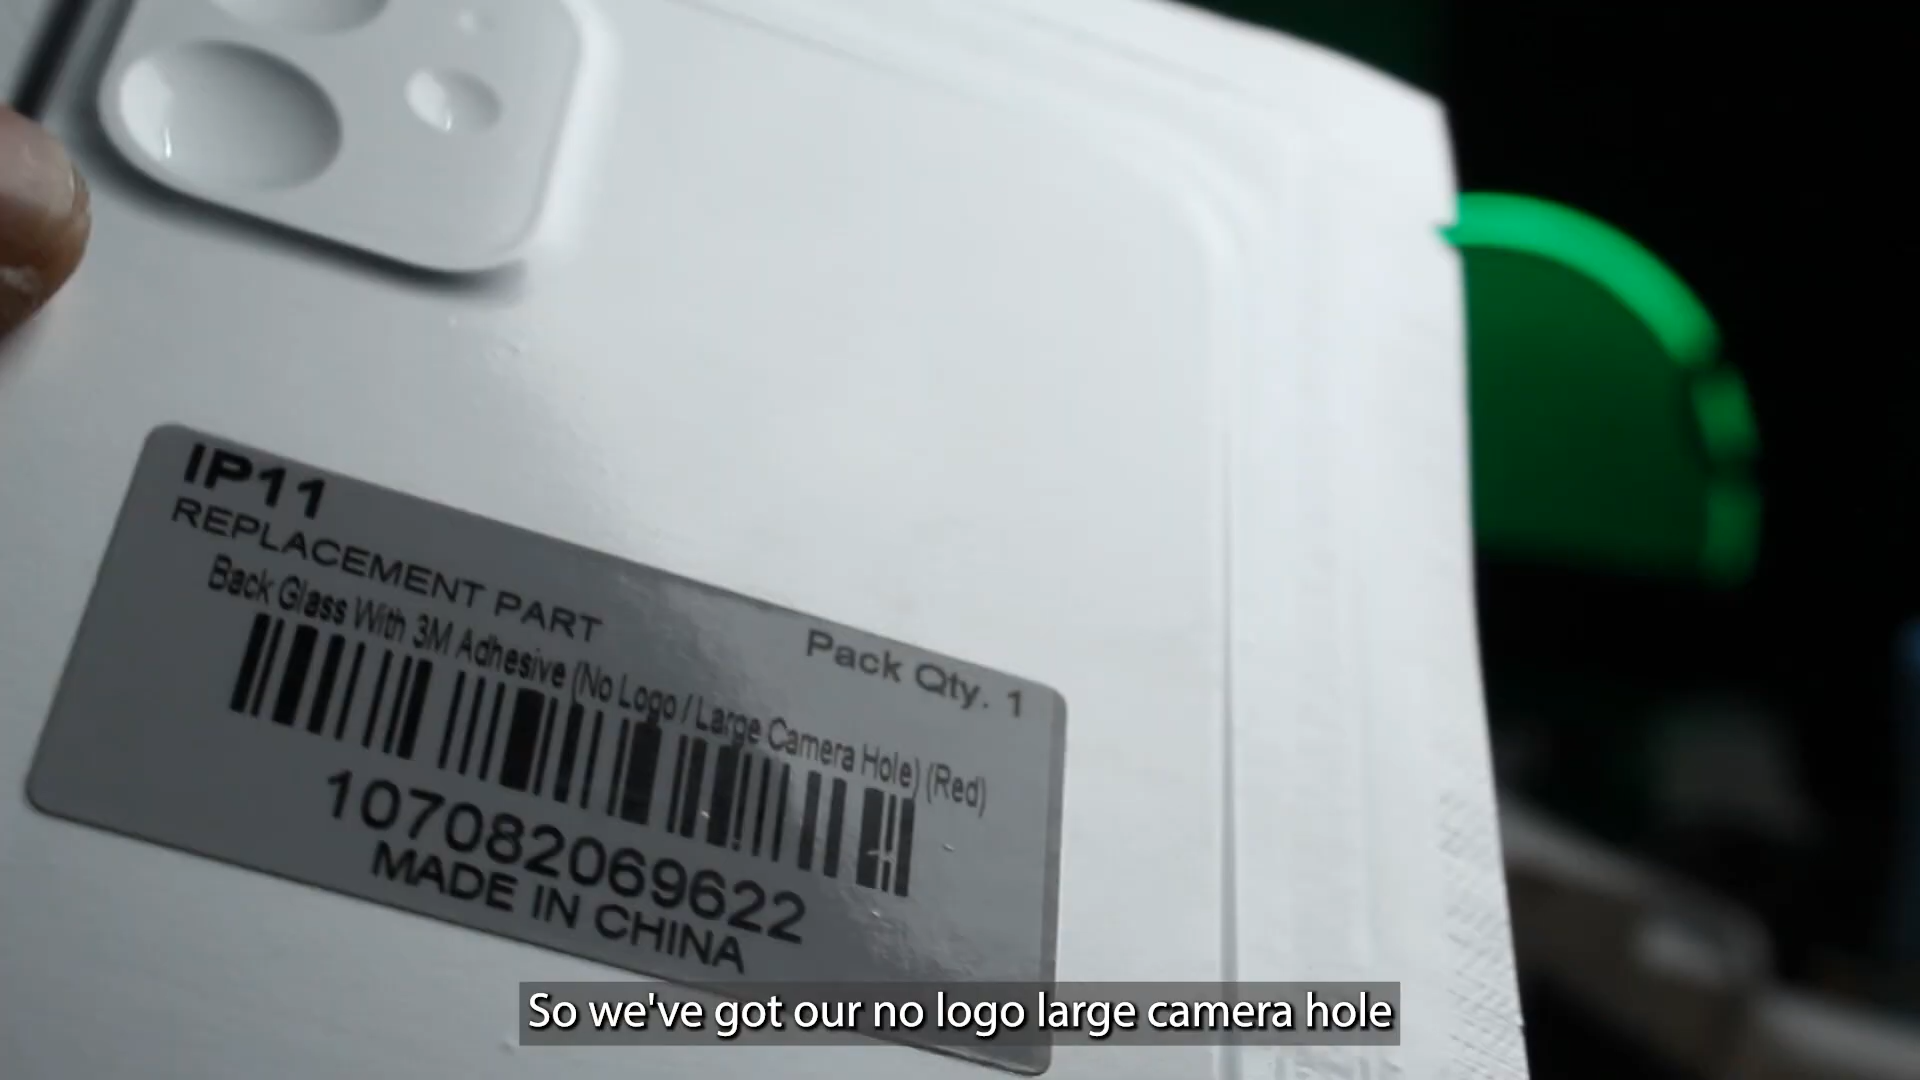 IP11
REPLACEMENT PART
Pack Qty. 1
Back Glass With 3M Adhesive (No Logo / Large Camera Hole) (Red)
107082069622
MADE IN CHINA
So we've got our no logo large camera hole